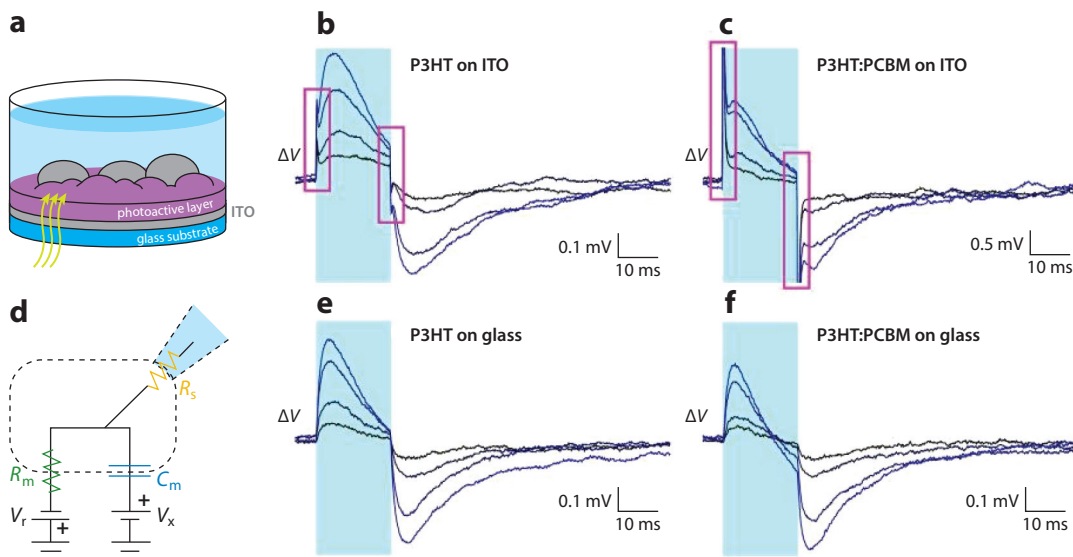 a
photoactive layer
ITO
glass substrate
b
P3HT on ITO
ΔV
0.1 mV
10 ms
c
P3HT:PCBM on ITO
ΔV
0.5 mV
10 ms
d
Rs
Rm
Cm
+
Vr
+
Vx
e
P3HT on glass
ΔV
0.1 mV
10 ms
f
P3HT:PCBM on glass
ΔV
0.1 mV
10 ms